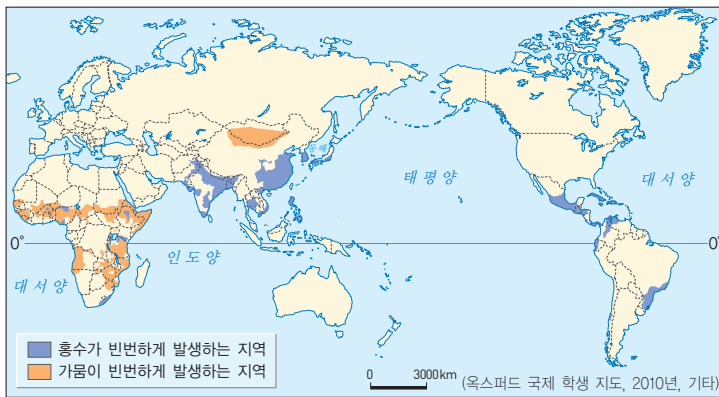 동해
태평양
대서양
0°
0°
인도양
대서양
홍수가 빈번하게 발생하는 지역
가뭄이 빈번하게 발생하는 지역
0 3000km
(옥스퍼드 국제 학생 지도, 2010년, 기타)